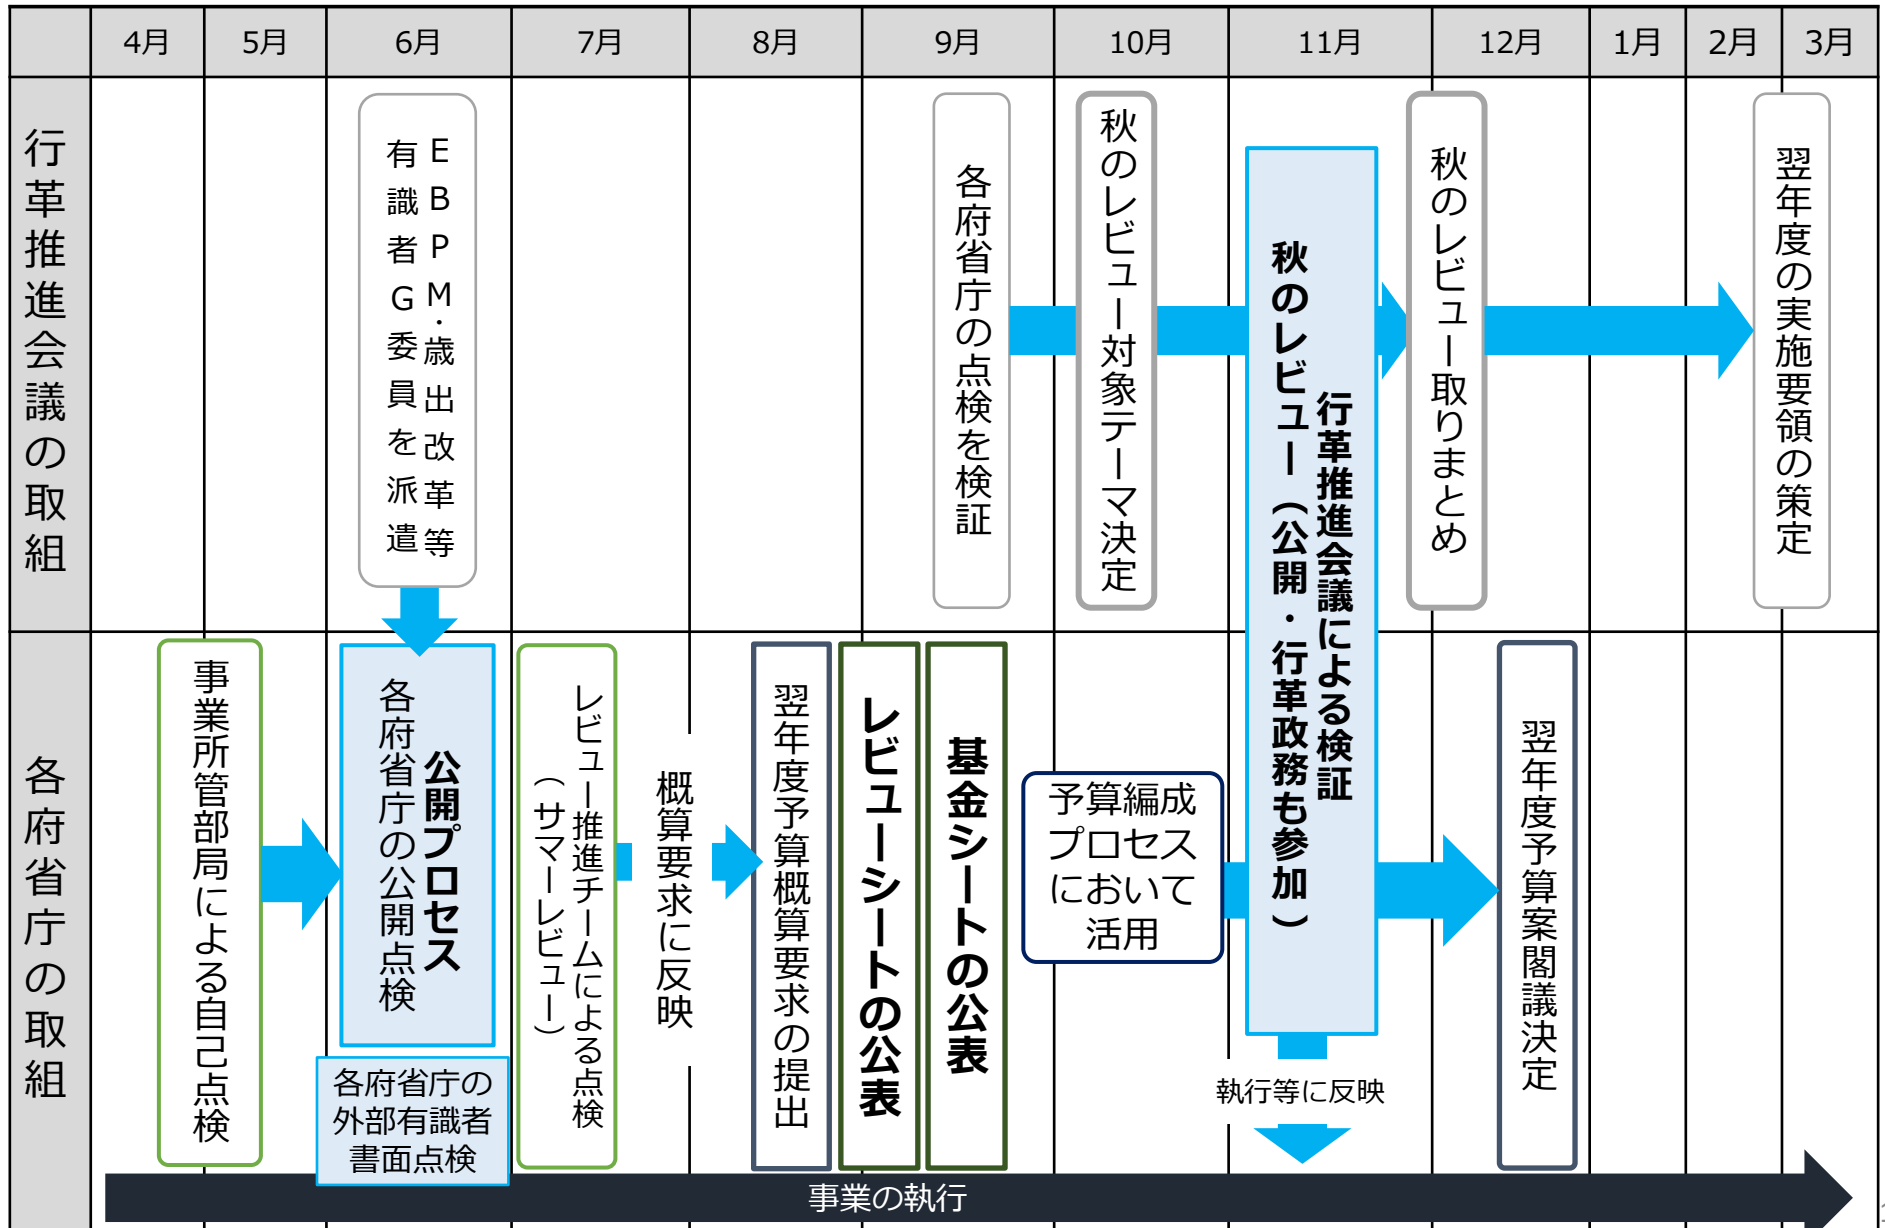 4月
5月
6月
7月
8月
9月
10月
11月
12月
1月
2月
3月
行革推進会議の取組
ＥＢＰＭ・歳出改革等
有識者Ｇ委員を派遣
各府省庁の点検を検証
秋のレビュー対象テーマ決定
行革推進会議による検証
秋のレビュー（公開・行革政務も参加）
秋のレビュー取りまとめ
翌年度の実施要領の策定
各府省庁の取組
事業所管部局による自己点検
公開プロセス
各府省庁の公開点検
各府省庁の
外部有識者
書面点検
レビュー推進チームによる点検
（サマーレビュー）
概算要求に反映
翌年度予算概算要求の提出
レビューシートの公表
基金シートの公表
予算編成
プロセス
において
活用
執行等に反映
翌年度予算案閣議決定
事業の執行